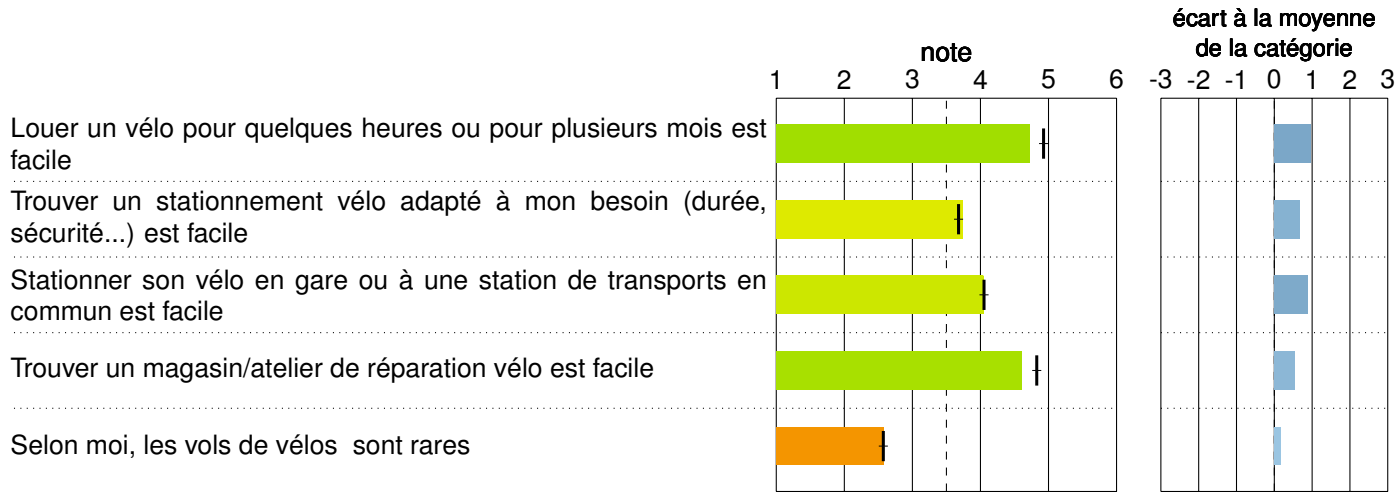 écart à la moyenne
de la catégorie
note
1 2 3 4 5 6
-3 -2 -1 0 1 2 3
Louer un vélo pour quelques heures ou pour plusieurs mois est
facile
Trouver un stationnement vélo adapté à mon besoin (durée,
sécurité...) est facile
Stationner son vélo en gare ou à une station de transports en
commun est facile
Trouver un magasin/atelier de réparation vélo est facile
Selon moi, les vols de vélos sont rares